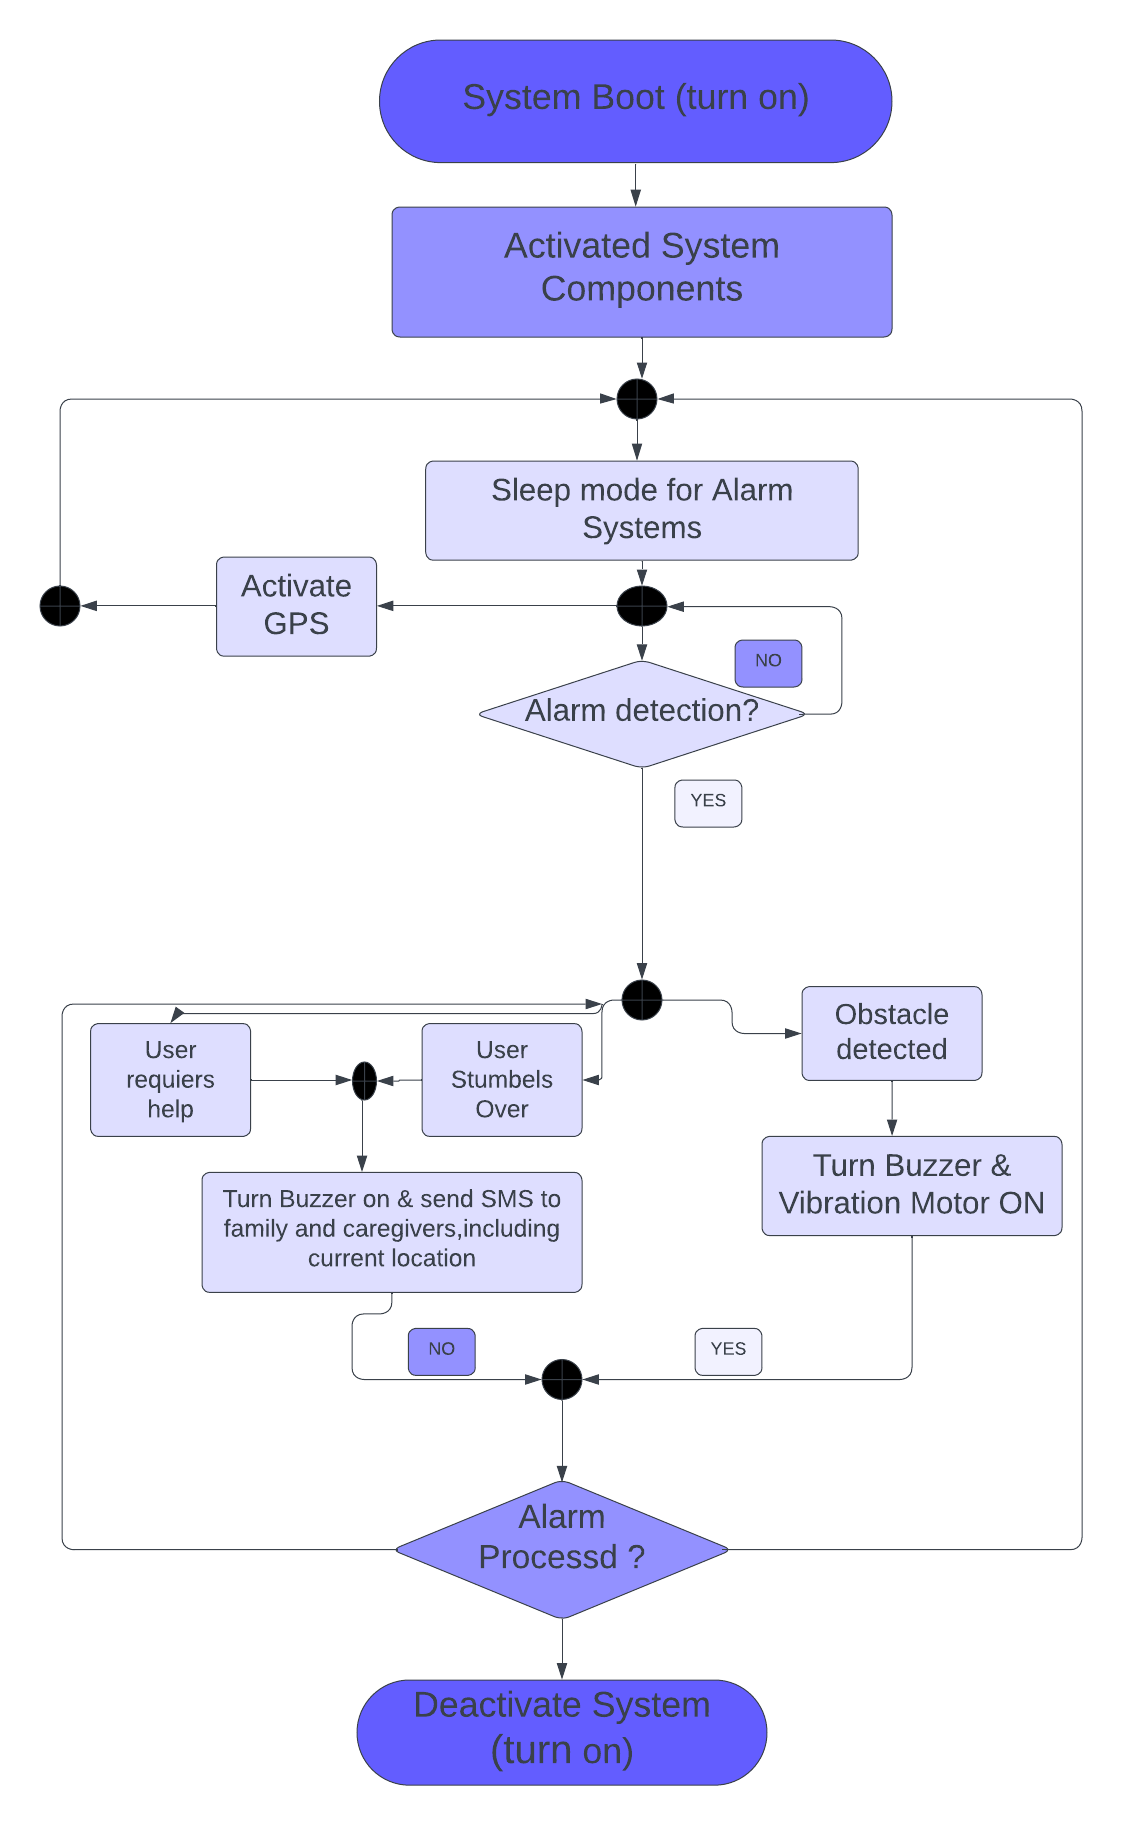 System Boot (turn on)
Activated System
Components
Sleep mode for Alarm
Systems
Activate
GPS
NO
Alarm detection?
YES
Obstacle
detected
User
requiers
help
User
Stumbels
Over
Turn Buzzer &
Vibration Motor ON
Turn Buzzer on & send SMS to
family and caregivers,including
current location
NO
YES
Alarm
Processd ?
Deactivate System
(turn on)